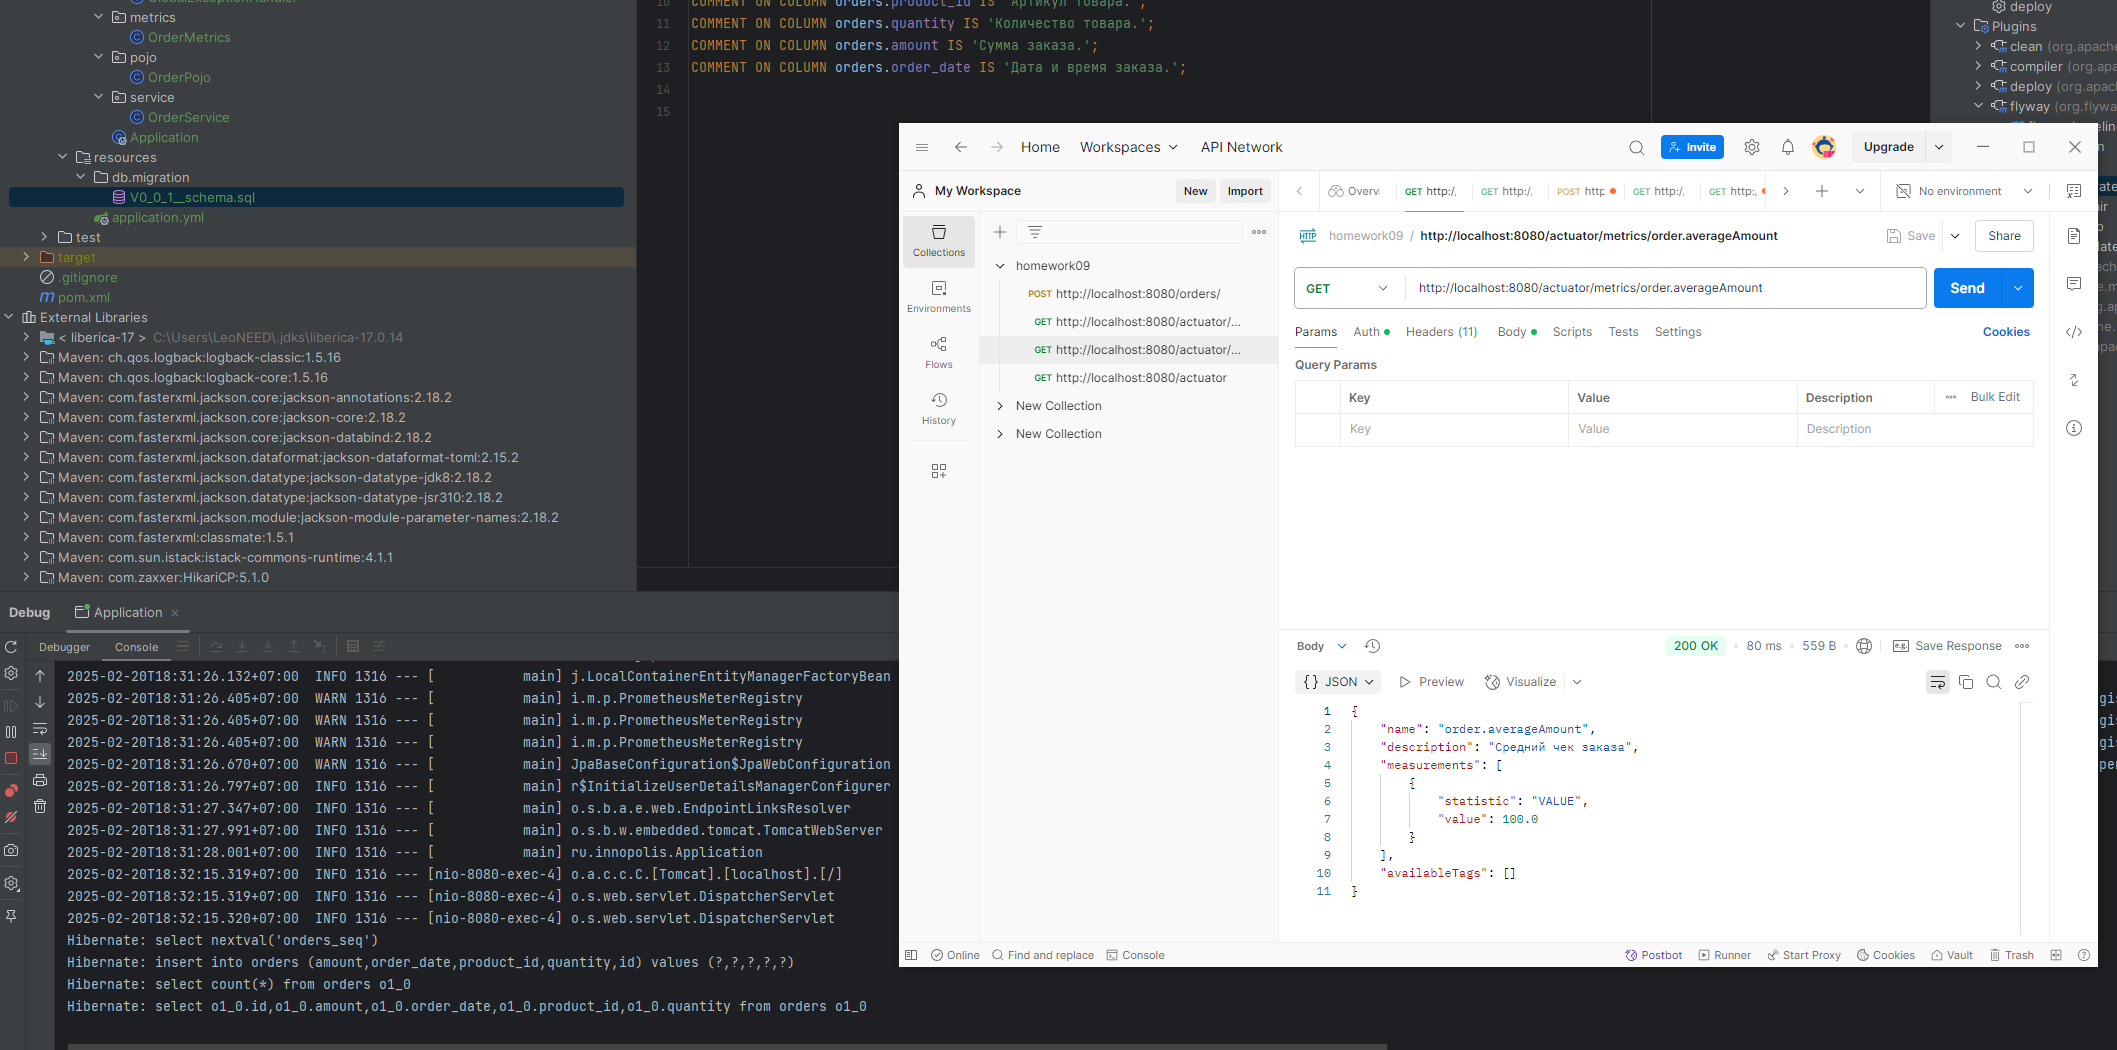 GlobalExceptionHandler
metrics
OrderMetrics
pojo
OrderPojo
service
OrderService
Application
resources
db.migration
V0_0_1__schema.sql
application.yml
test
target
.gitignore
pom.xml
External Libraries
< liberica-17 > C:\Users\LeoNEED\.jdks\liberica-17.0.14
Maven: ch.qos.logback:logback-classic:1.5.16
Maven: ch.qos.logback:logback-core:1.5.16
Maven: com.fasterxml.jackson.core:jackson-annotations:2.18.2
Maven: com.fasterxml.jackson.core:jackson-core:2.18.2
Maven: com.fasterxml.jackson.core:jackson-databind:2.18.2
Maven: com.fasterxml.jackson.dataformat:jackson-dataformat-toml:2.15.2
Maven: com.fasterxml.jackson.datatype:jackson-datatype-jdk8:2.18.2
Maven: com.fasterxml.jackson.datatype:jackson-datatype-jsr310:2.18.2
Maven: com.fasterxml.jackson.module:jackson-module-parameter-names:2.18.2
Maven: com.fasterxml:classmate:1.5.1
Maven: com.sun.istack:istack-commons-runtime:4.1.1
Maven: com.zaxxer:HikariCP:5.1.0
10 COMMENT ON COLUMN orders.product_id IS 'Артикул товара.';
11 COMMENT ON COLUMN orders.quantity IS 'Количество товара.';
12 COMMENT ON COLUMN orders.amount IS 'Сумма заказа.';
13 COMMENT ON COLUMN orders.order_date IS 'Дата и время заказа.';
14
15
deploy
Plugins
clean (org.apache
compiler (org.apa
deploy (org.apac
flyway (org.flywa
Home Workspaces API Network
Invite Upgrade
My Workspace New Import
Overvi GET http:/, GET http:/, POST http GET http:/, GET http:,
No environment
Collections
Environments
Flows
History
homework09
POST http://localhost:8080/orders/
GET http://localhost:8080/actuator/...
GET http://localhost:8080/actuator/...
GET http://localhost:8080/actuator
New Collection
New Collection
HTTP homework09 / http://localhost:8080/actuator/metrics/order.averageAmount Save Share
GET http://localhost:8080/actuator/metrics/order.averageAmount Send
Params Auth Headers (11) Body Scripts Tests Settings Cookies
Query Params
Key Value Description Bulk Edit
Key Value Description
Body 200 OK 80 ms 559 B Save Response
{} JSON Preview Visualize
1 {
2 "name": "order.averageAmount",
3 "description": "Средний чек заказа",
4 "measurements": [
5 {
6 "statistic": "VALUE",
7 "value": 100.0
8 }
9 ],
10 "availableTags": []
11 }
Online Find and replace Console Postbot Runner Start Proxy Cookies Vault Trash
Debug Application
Debugger Console
2025-02-20T18:31:26.132+07:00 INFO 1316 --- [ main] j.LocalContainerEntityManagerFactoryBean
2025-02-20T18:31:26.405+07:00 WARN 1316 --- [ main] i.m.p.PrometheusMeterRegistry
2025-02-20T18:31:26.405+07:00 WARN 1316 --- [ main] i.m.p.PrometheusMeterRegistry
2025-02-20T18:31:26.405+07:00 WARN 1316 --- [ main] i.m.p.PrometheusMeterRegistry
2025-02-20T18:31:26.670+07:00 WARN 1316 --- [ main] JpaBaseConfiguration$JpaWebConfiguration
2025-02-20T18:31:26.797+07:00 INFO 1316 --- [ main] r$InitializeUserDetailsManagerConfigurer
2025-02-20T18:31:27.347+07:00 INFO 1316 --- [ main] o.s.b.a.e.web.EndpointLinksResolver
2025-02-20T18:31:27.991+07:00 INFO 1316 --- [ main] o.s.b.w.embedded.tomcat.TomcatWebServer
2025-02-20T18:31:28.001+07:00 INFO 1316 --- [ main] ru.innopolis.Application
2025-02-20T18:32:15.319+07:00 INFO 1316 --- [nio-8080-exec-4] o.a.c.c.C.[Tomcat].[localhost].[/]
2025-02-20T18:32:15.319+07:00 INFO 1316 --- [nio-8080-exec-4] o.s.web.servlet.DispatcherServlet
2025-02-20T18:32:15.320+07:00 INFO 1316 --- [nio-8080-exec-4] o.s.web.servlet.DispatcherServlet
Hibernate: select nextval('orders_seq')
Hibernate: insert into orders (amount,order_date,product_id,quantity,id) values (?,?,?,?,?)
Hibernate: select count(*) from orders o1_0
Hibernate: select o1_0.id,o1_0.amount,o1_0.order_date,o1_0.product_id,o1_0.quantity from orders o1_0